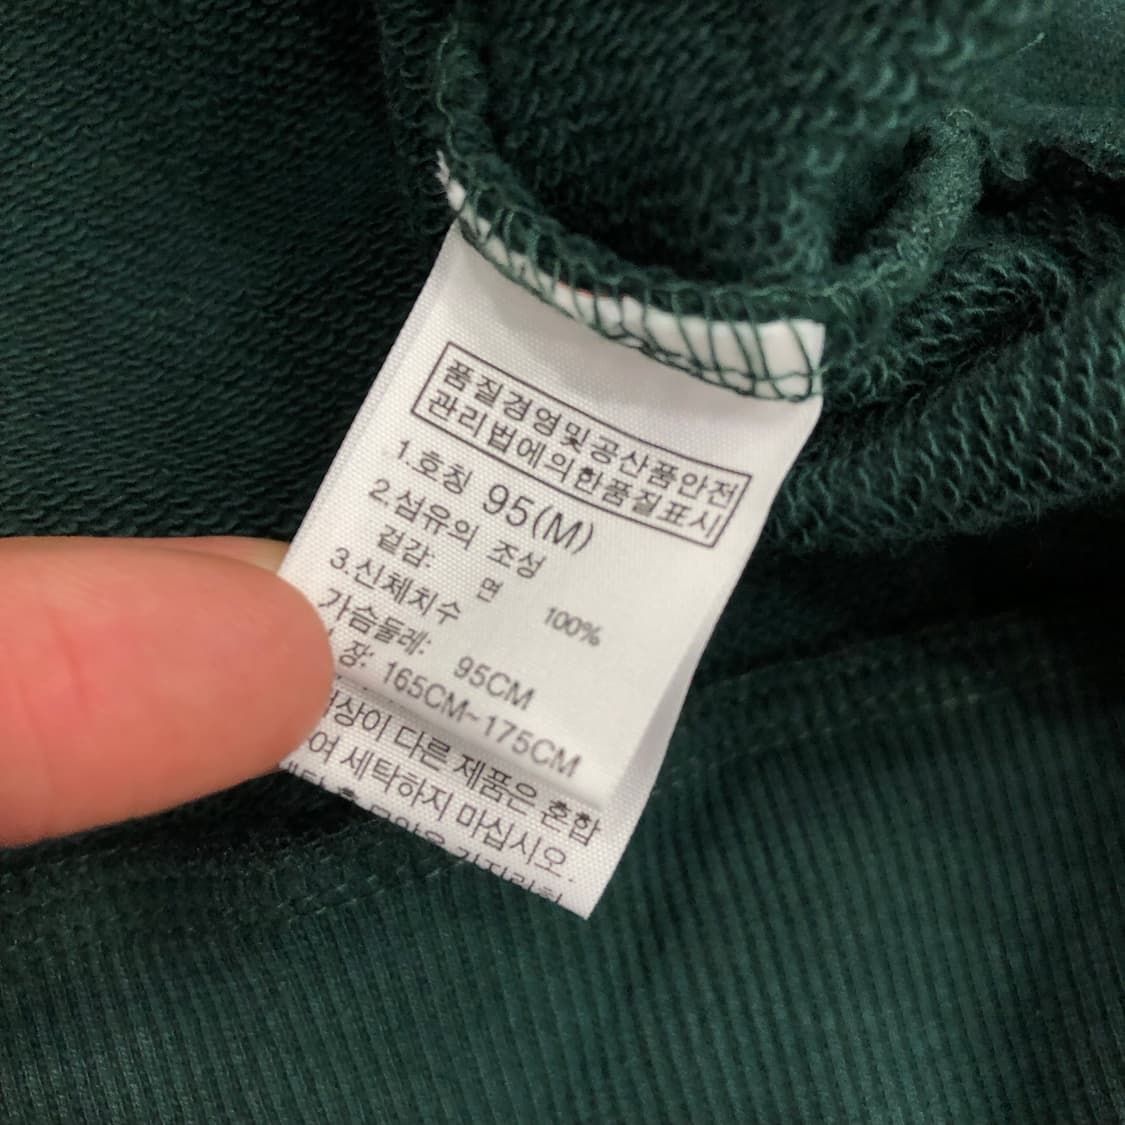 품질경영및공산품안전
관리법에의한품질표시
1.호칭 95(M)
2.섬유의 조성
겉감: 면 100%
3.신체치수
가슴둘레: 95CM
장: 165CM~175CM
상이 다른 제품은 혼합
여 세탁하지 마십시오.